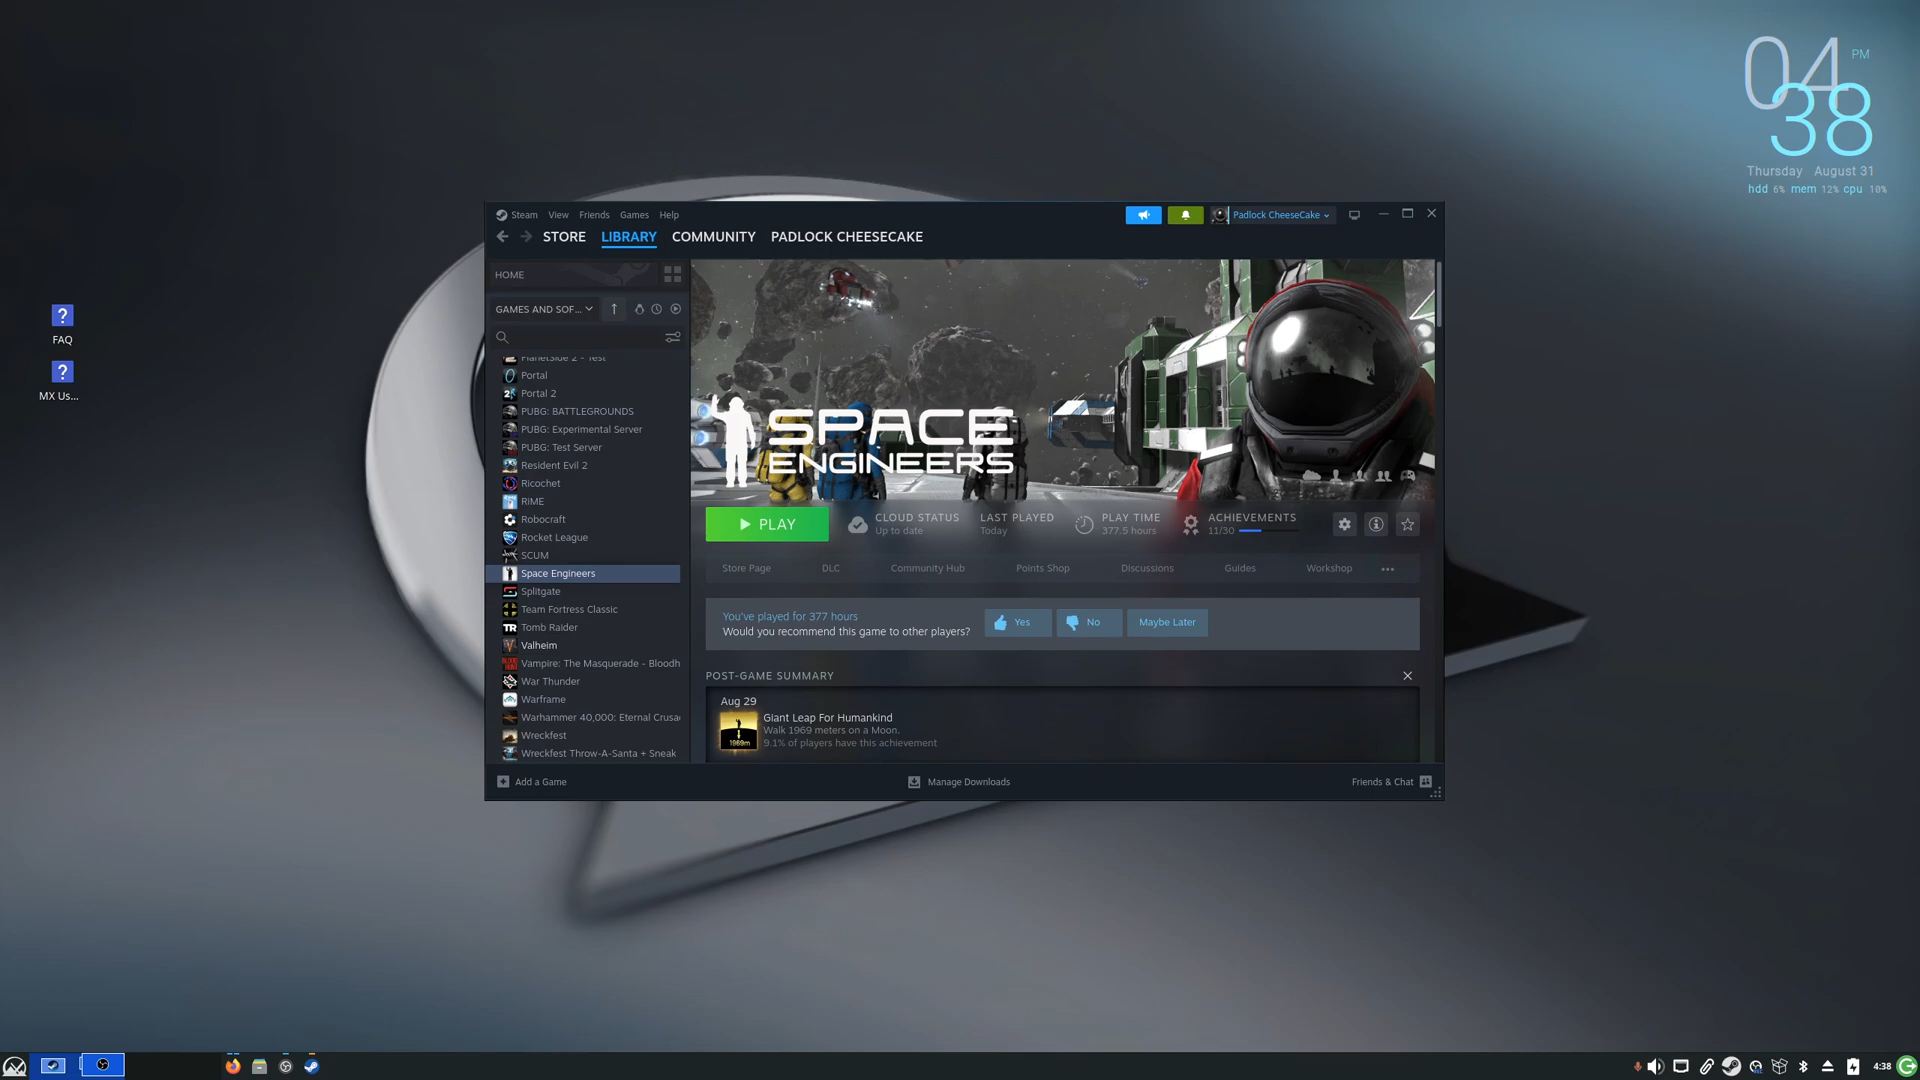 04 PM
38
Thursday August 31
hdd 6% mem 12% cpu 10%
FAQ
MX Us...
Steam View Friends Games Help
Padlock CheeseCake
STORE LIBRARY COMMUNITY PADLOCK CHEESECAKE
HOME
GAMES AND SOF...
PlanetSide 2 - Test
Portal
Portal 2
PUBG: BATTLEGROUNDS
PUBG: Experimental Server
PUBG: Test Server
Resident Evil 2
Ricochet
RiME
Robocraft
Rocket League
SCUM
Space Engineers
Splitgate
Team Fortress Classic
Tomb Raider
Valheim
Vampire: The Masquerade - Bloodh
War Thunder
Warframe
Warhammer 40,000: Eternal Crusa
Wreckfest
Wreckfest Throw-A-Santa + Sneak
SPACE
ENGINEERS
PLAY
CLOUD STATUS
Up to date
LAST PLAYED
Today
PLAY TIME
377.5 hours
ACHIEVEMENTS
11/30
Store Page DLC Community Hub Points Shop Discussions Guides Workshop
You've played for 377 hours
Would you recommend this game to other players?
Yes No Maybe Later
POST-GAME SUMMARY
Aug 29
1969m
Giant Leap For Humankind
Walk 1969 meters on a Moon.
9.1% of players have this achievement
Add a Game
Manage Downloads
Friends & Chat
4:38